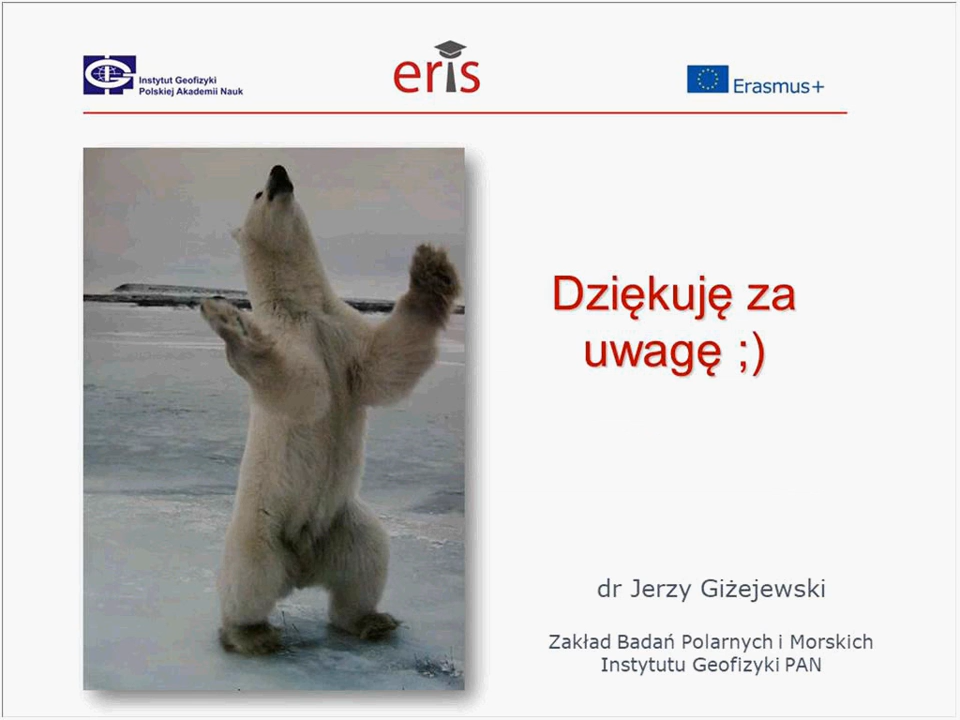 Instytut Geofizyki
Polskiej Akademii Nauk
eris
Erasmus+
Dziękuję za
uwagę ;)
dr Jerzy Giżejewski
Zakład Badań Polarnych i Morskich
Instytutu Geofizyki PAN